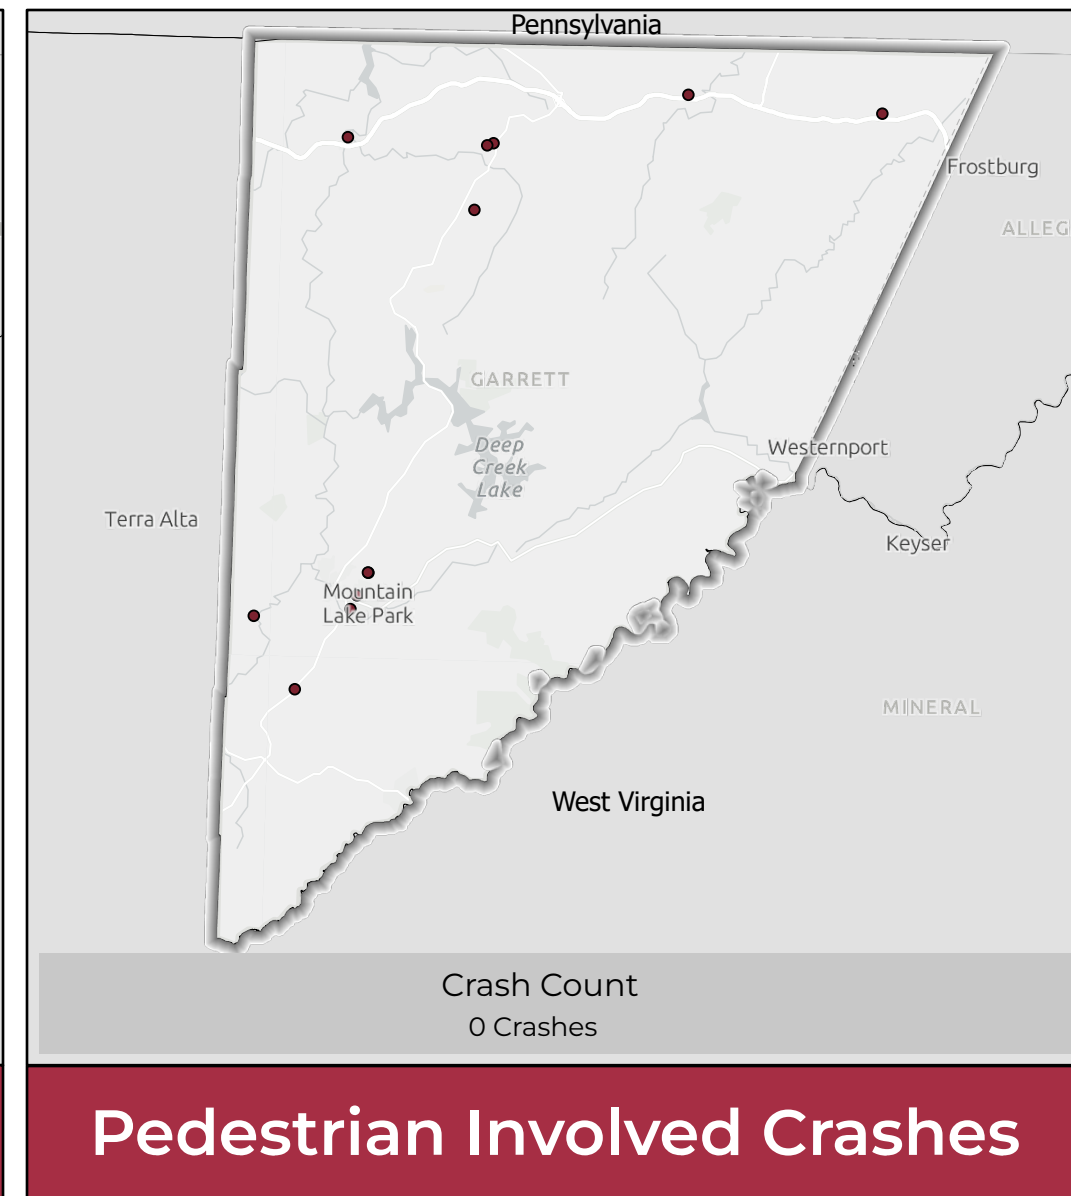 Pennsylvania
Frostburg
ALLEG
GARRETT
Deep
Creek
Lake
Westernport
Terra Alta
Keyser
Mountain
Lake Park
MINERAL
West Virginia
Crash Count
0 Crashes
Pedestrian Involved Crashes